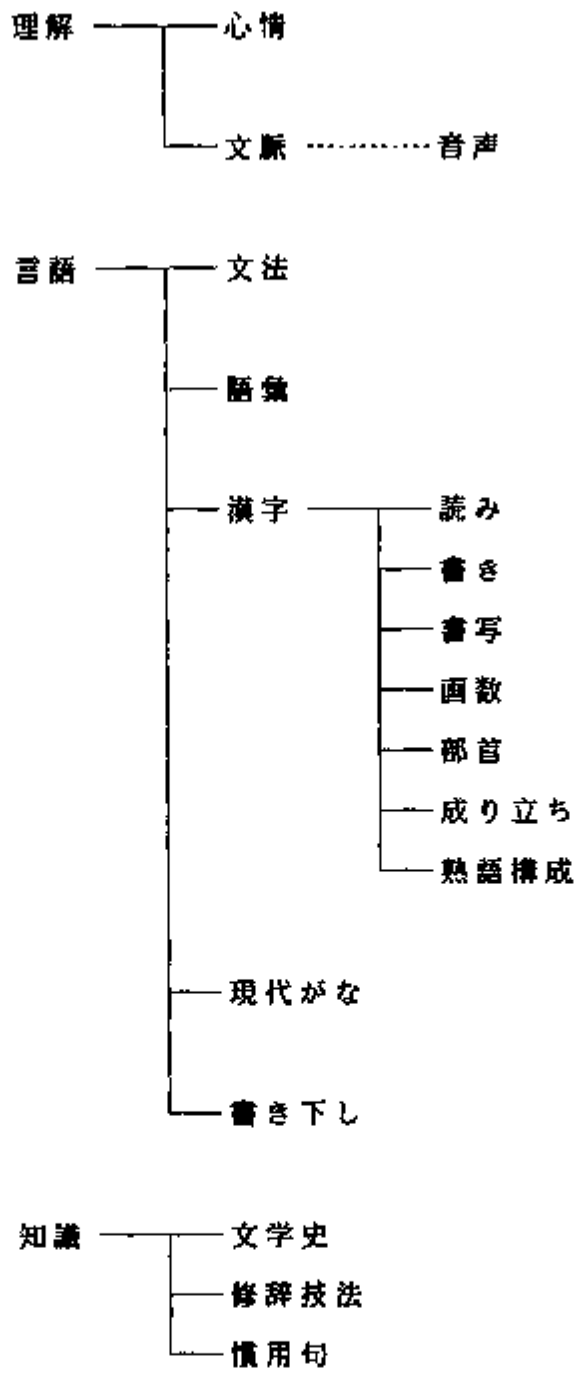 理解 心情
文脈 音声
言語 文法
語彙
漢字 読み
書き
書写
画数
部首
成り立ち
熟語構成
現代がな
書き下し
知識 文学史
修辞技法
慣用句